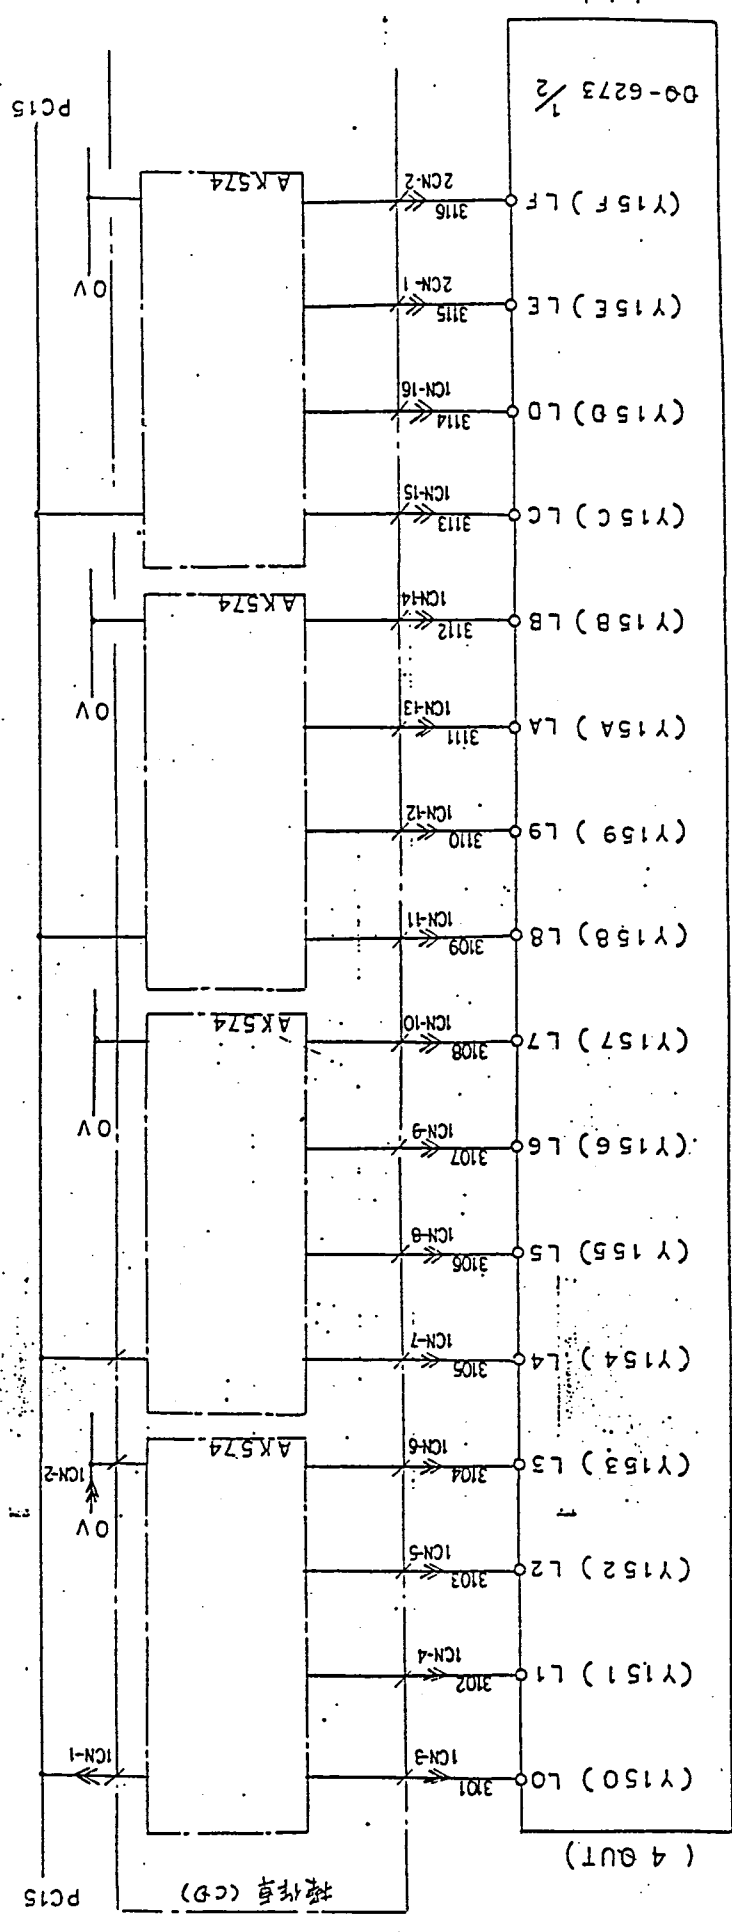 (4 OUT)
操作卓 (CD)
PC15
(Y150) L0
3101
1CN-3
1CN-1
(Y151) L1
3102
1CN-4
(Y152) L2
3103
1CN-5
0V
(Y153) L3
3104
1CN-6
AK574
1CN-2
(Y154) L4
3105
1CN-7
(Y155) L5
3106
1CN-8
(Y156) L6
3107
1CN-9
0V
(Y157) L7
3108
1CN-10
AK574
(Y158) L8
3109
1CN-11
(Y159) L9
3110
1CN-12
(Y15A) LA
3111
1CN-13
0V
(Y15B) LB
3112
1CN-14
AK574
(Y15C) LC
3113
1CN-15
(Y15D) LD
3114
1CN-16
(Y15E) LE
3115
2CN-1
0V
(Y15F) LF
3116
2CN-2
AK574
DO-6273 1/2
PC15